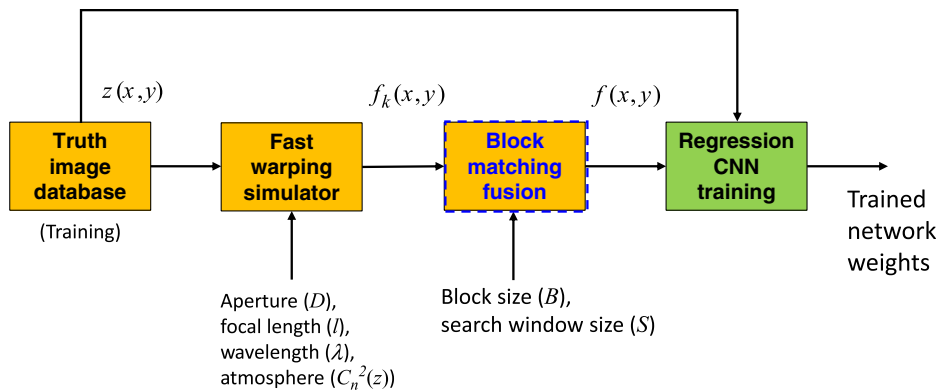 z(x,y)
f_k(x,y)
f(x,y)
Truth
image
database
(Training)
Fast
warping
simulator
Block
matching
fusion
Regression
CNN
training
Trained
network
weights
Aperture (D),
focal length (l),
wavelength (λ),
atmosphere (C_n^2(z))
Block size (B),
search window size (S)